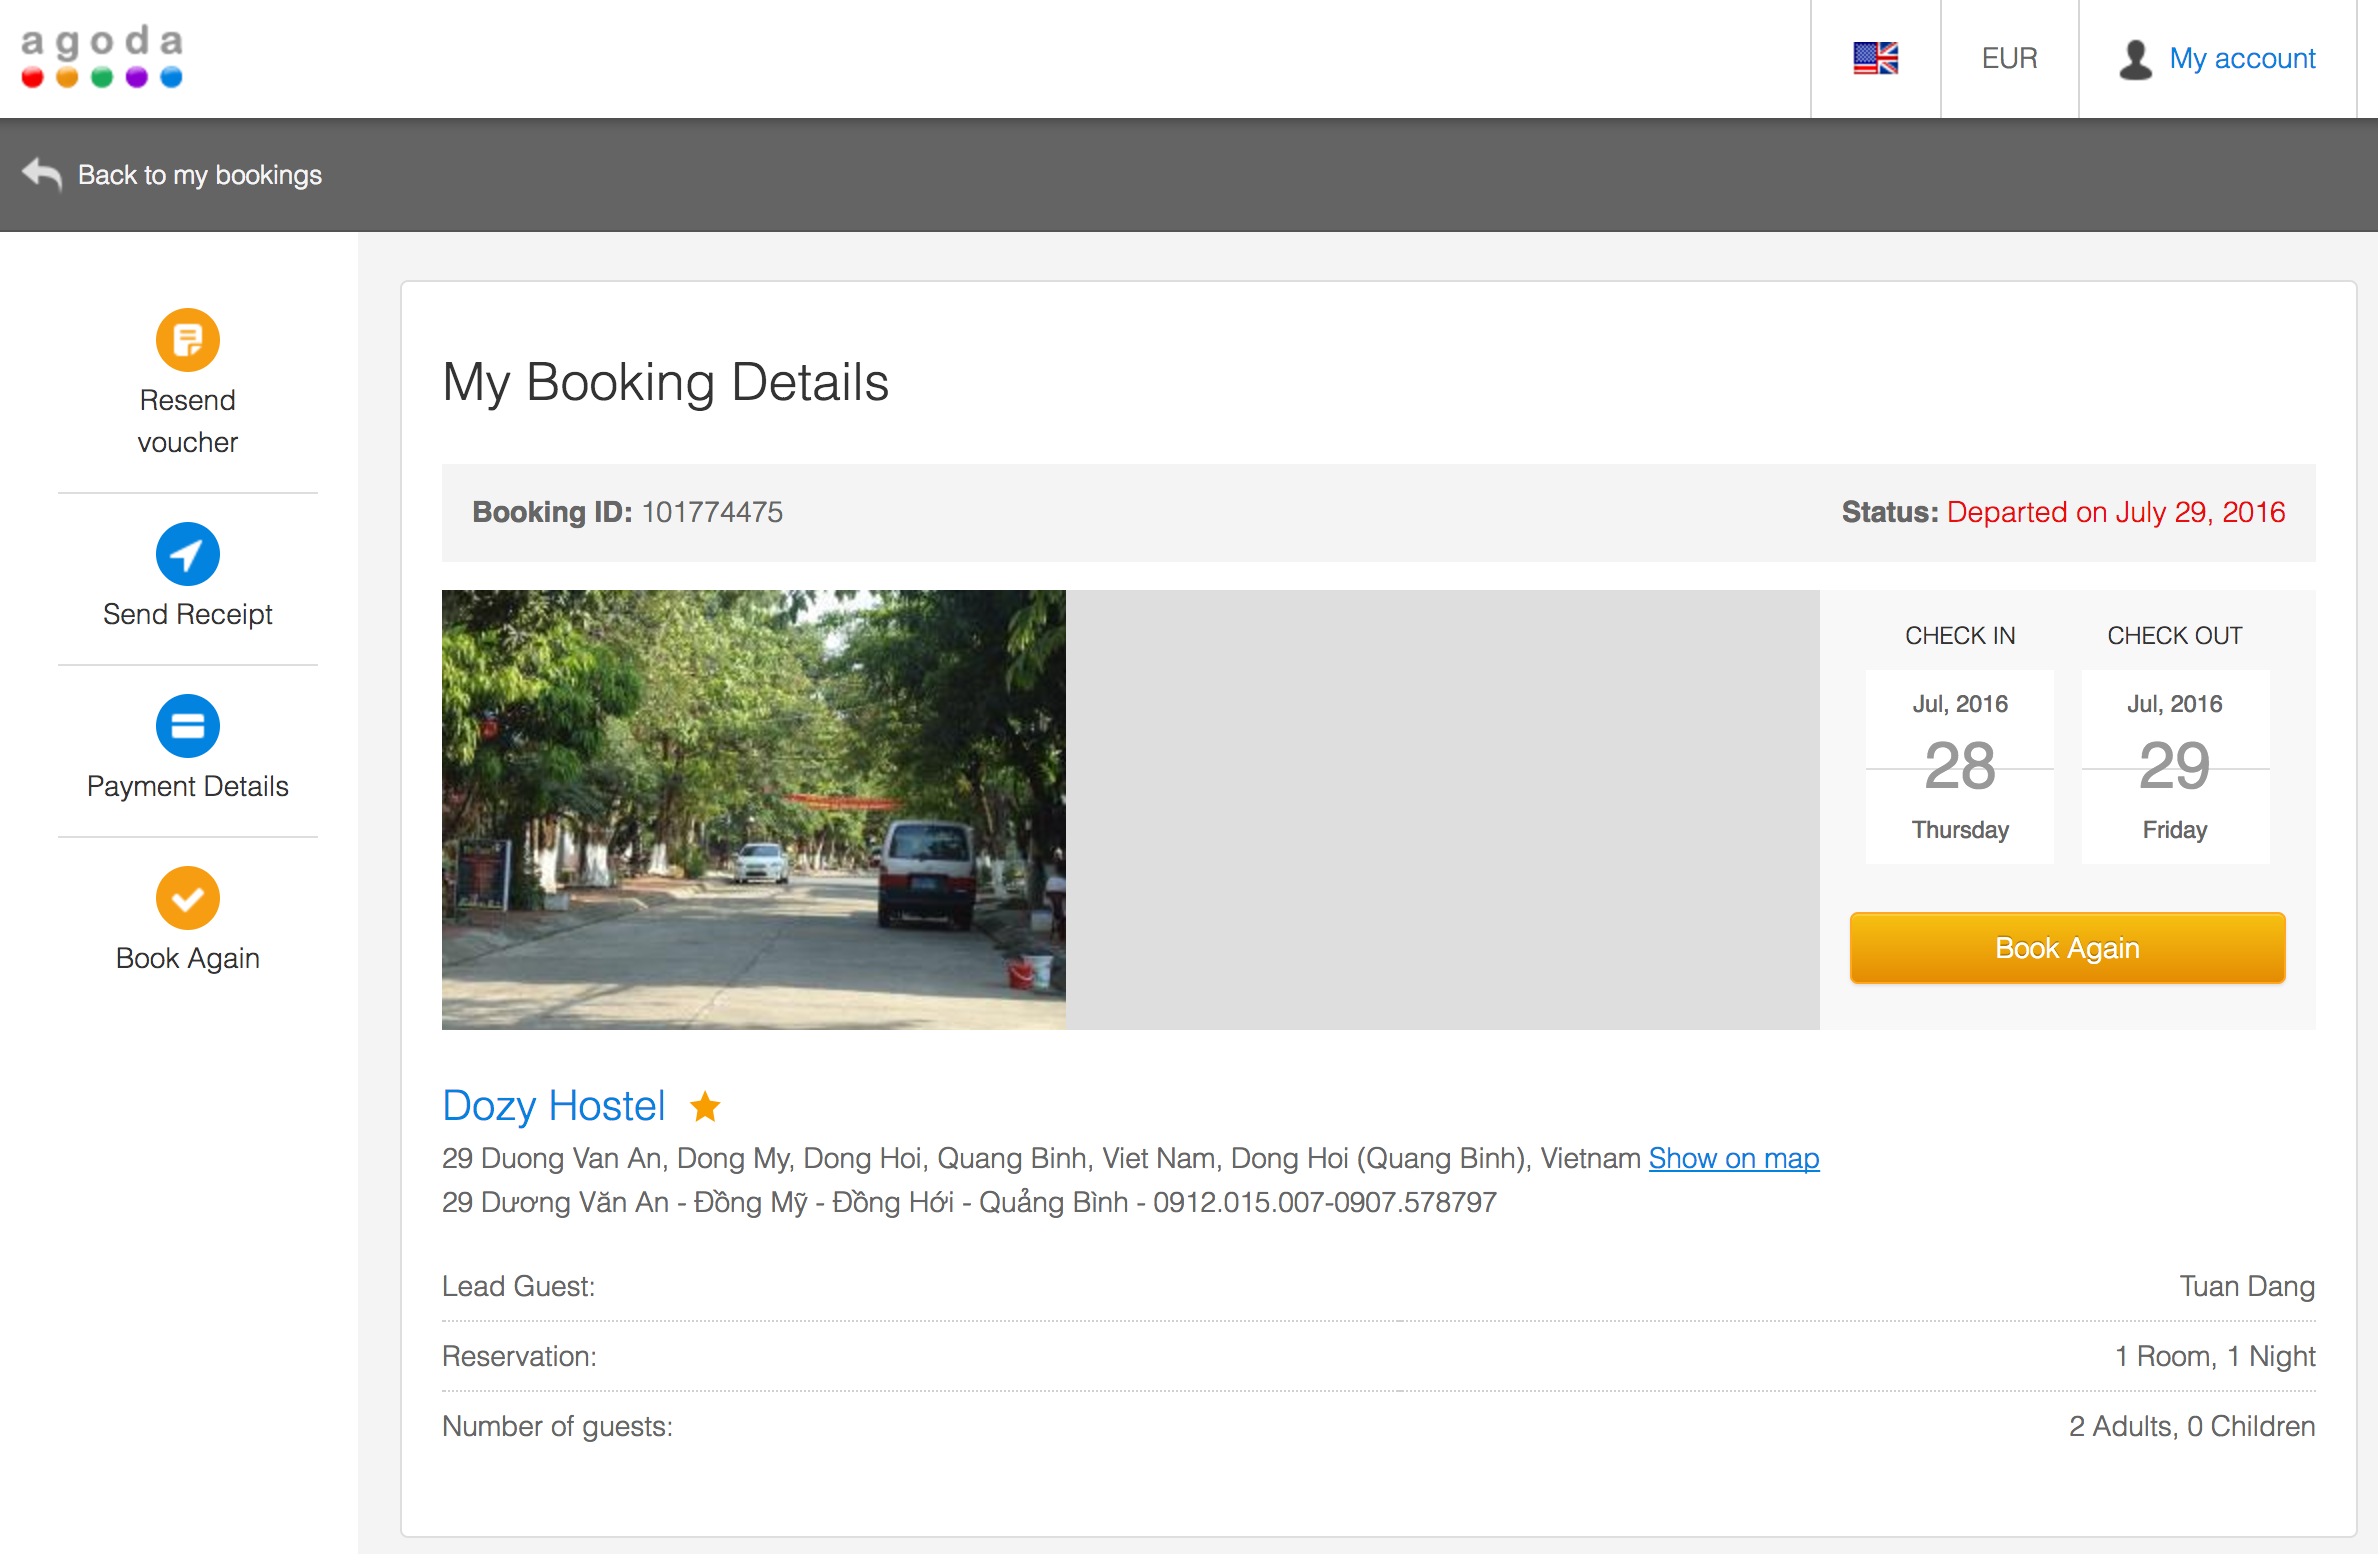 agoda
EUR
My account
Back to my bookings
Resend
voucher
Send Receipt
Payment Details
Book Again
My Booking Details
Booking ID: 101774475
Status: Departed on July 29, 2016
CHECK IN
CHECK OUT
Jul, 2016
28
Thursday
Jul, 2016
29
Friday
Book Again
Dozy Hostel
29 Duong Van An, Dong My, Dong Hoi, Quang Binh, Viet Nam, Dong Hoi (Quang Binh), Vietnam Show on map
29 Dương Văn An - Đồng Mỹ - Đồng Hới - Quảng Bình - 0912.015.007-0907.578797
Lead Guest: Tuan Dang
Reservation: 1 Room, 1 Night
Number of guests: 2 Adults, 0 Children